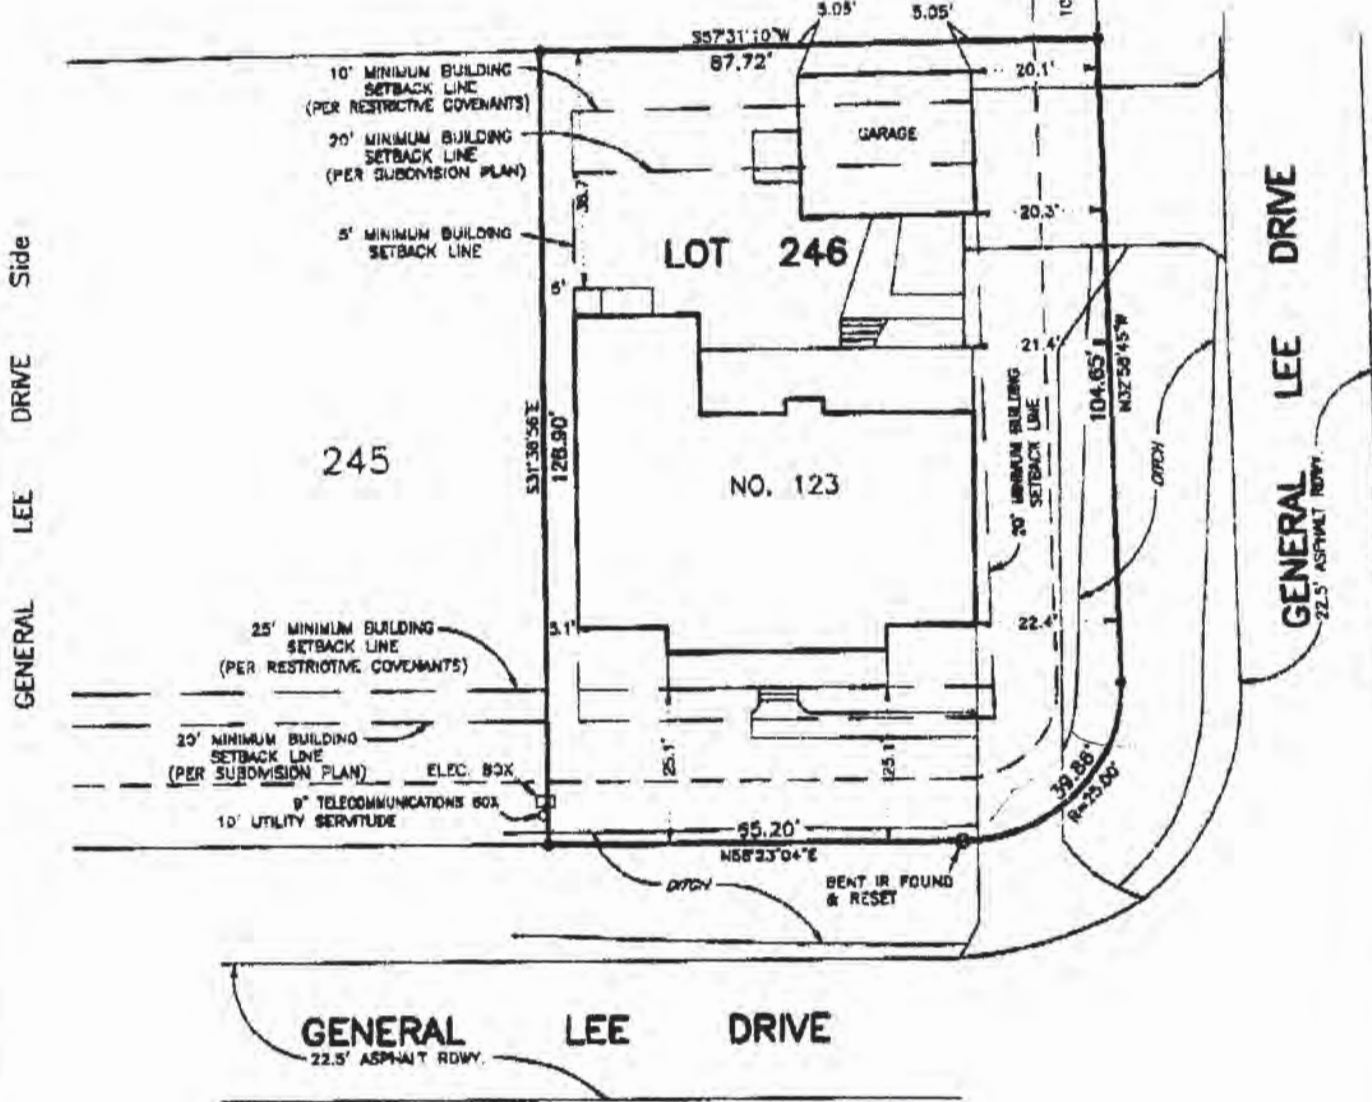 5.05'
5.05'
10
S57°31'10"W
87.72'
20.1'
10' MINIMUM BUILDING
SETBACK LINE
(PER RESTRICTIVE COVENANTS)
GARAGE
20' MINIMUM BUILDING
SETBACK LINE
(PER SUBDIVISION PLAN)
20.3'
5' MINIMUM BUILDING
SETBACK LINE
LOT 246
GENERAL LEE DRIVE Side
21.4'
104.65'
N32°58'45"W
GENERAL LEE DRIVE
22.5' ASPHALT RDWY.
20' MINIMUM BUILDING
SETBACK LINE
DITCH
S31°38'56"E
126.90'
245
NO. 123
22.4'
25' MINIMUM BUILDING
SETBACK LINE
(PER RESTRICTIVE COVENANTS)
20' MINIMUM BUILDING
SETBACK LINE
(PER SUBDIVISION PLAN)
ELEC. BOX
9" TELECOMMUNICATIONS BOX
10' UTILITY SERVITUDE
25.1'
25.1'
39.86'
R=25.00'
65.20'
N58°23'04"E
DITCH
BENT IR FOUND
& RESET
GENERAL LEE DRIVE
22.5' ASPHALT RDWY.